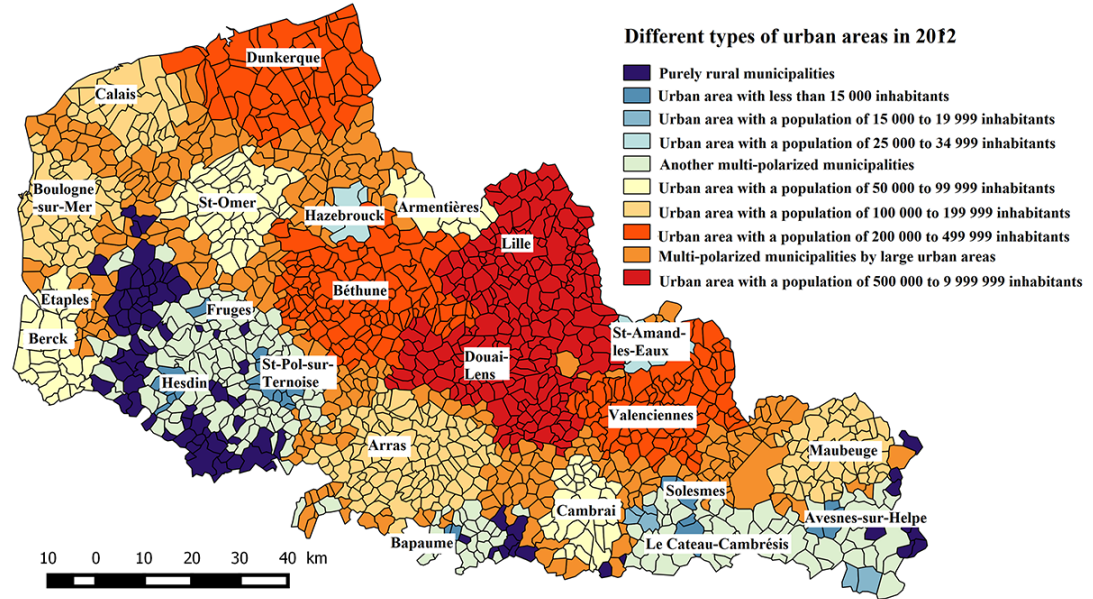 Different types of urban areas in 2012
Purely rural municipalities
Urban area with less than 15 000 inhabitants
Urban area with a population of 15 000 to 19 999 inhabitants
Urban area with a population of 25 000 to 34 999 inhabitants
Another multi-polarized municipalities
Urban area with a population of 50 000 to 99 999 inhabitants
Urban area with a population of 100 000 to 199 999 inhabitants
Urban area with a population of 200 000 to 499 999 inhabitants
Multi-polarized municipalities by large urban areas
Urban area with a population of 500 000 to 9 999 999 inhabitants
Dunkerque
Calais
Boulogne
-sur-Mer
St-Omer
Hazebrouck
Armentières
Lille
Etaples
Béthune
Fruges
Berck
St-Amand-
les-Eaux
St-Pol-sur-
Ternoise
Douai-
Lens
Hesdin
Valenciennes
Arras
Maubeuge
Solesmes
Cambrai
Avesnes-sur-Helpe
Bapaume
Le Cateau-Cambrésis
10 0 10 20 30 40 km